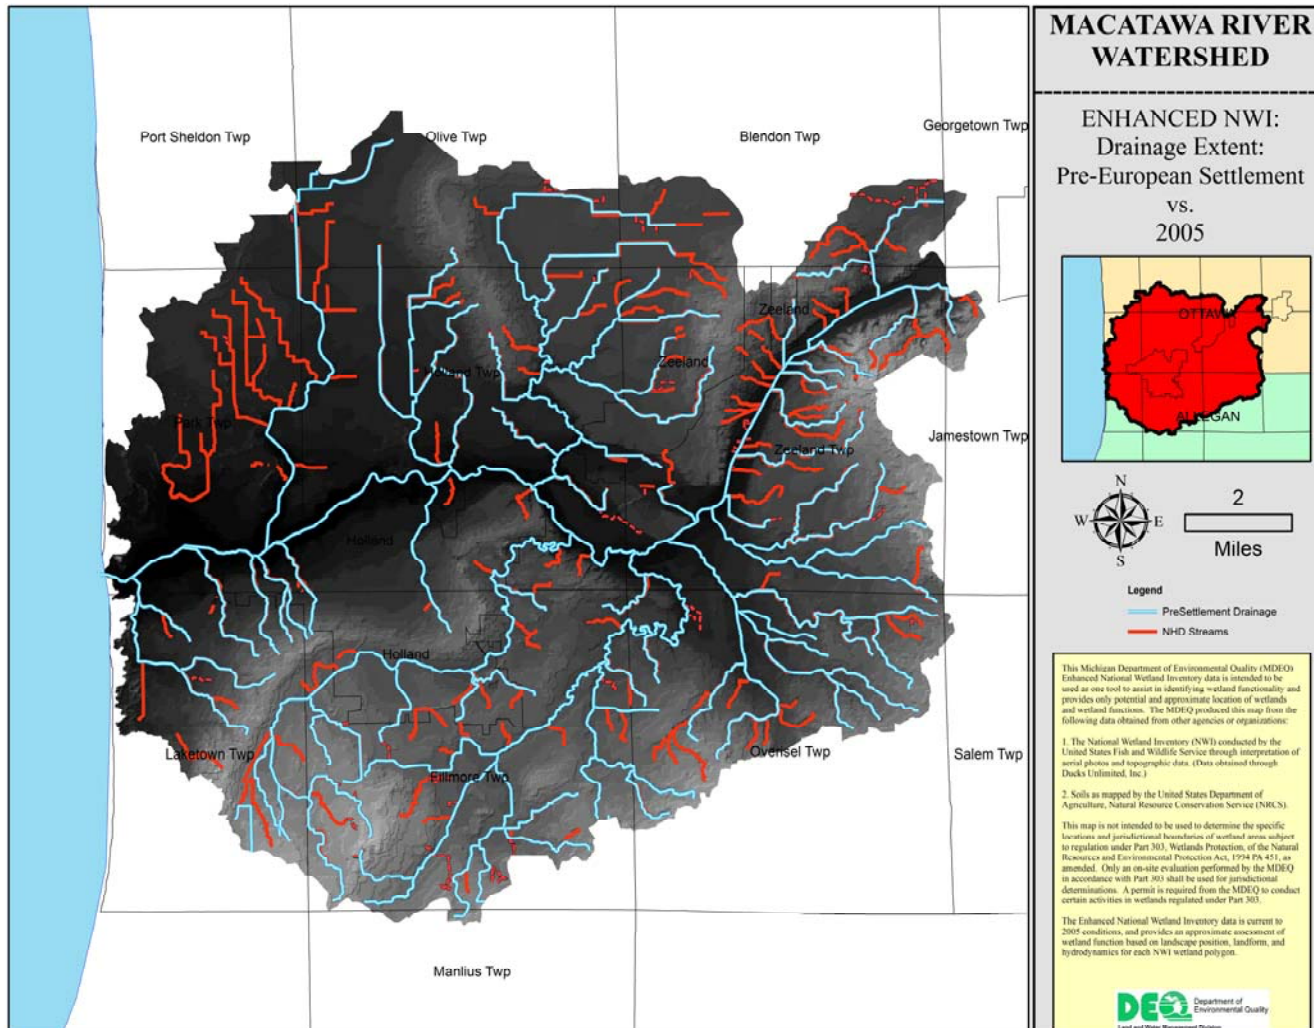 MACATAWA RIVER
WATERSHED
ENHANCED NWI:
Drainage Extent:
Pre-European Settlement
vs.
2005
Port Sheldon Twp
Olive Twp
Blendon Twp
Georgetown Twp
Zeeland
Zeeland
Holland Twp
Park Twp
Zeeland Twp
Jamestown Twp
Holland
Holland
Laketown Twp
Fillmore Twp
Overisel Twp
Salem Twp
Manlius Twp
OTTAWA
ALLEGAN
N
W
E
S
2
Miles
Legend
PreSettlement Drainage
NHD Streams
This Michigan Department of Environmental Quality (MDEQ)
Enhanced National Wetland Inventory data is intended to be
used as one tool to assist in identifying wetland functionality and
provides only potential and approximate location of wetlands
and wetland functions. The MDEQ produced this map from the
following data obtained from other agencies or organizations:
1. The National Wetland Inventory (NWI) conducted by the
United States Fish and Wildlife Service through interpretation of
aerial photos and topographic data. (Data obtained through
Ducks Unlimited, Inc.)
2. Soils as mapped by the United States Department of
Agriculture, Natural Resource Conservation Service (NRCS).
This map is not intended to be used to determine the specific
locations and jurisdictional boundaries of wetland areas subject
to regulation under Part 303, Wetlands Protection, of the Natural
Resources and Environmental Protection Act, 1994 PA 451, as
amended. Only an on-site evaluation performed by the MDEQ
in accordance with Part 303 shall be used for jurisdictional
determinations. A permit is required from the MDEQ to conduct
certain activities in wetlands regulated under Part 303.
The Enhanced National Wetland Inventory data is current to
2005 conditions, and provides an approximate assessment of
wetland function based on landscape position, landform, and
hydrodynamics for each NWI wetland polygon.
DEQ
Department of
Environmental Quality
Land and Water Management Division